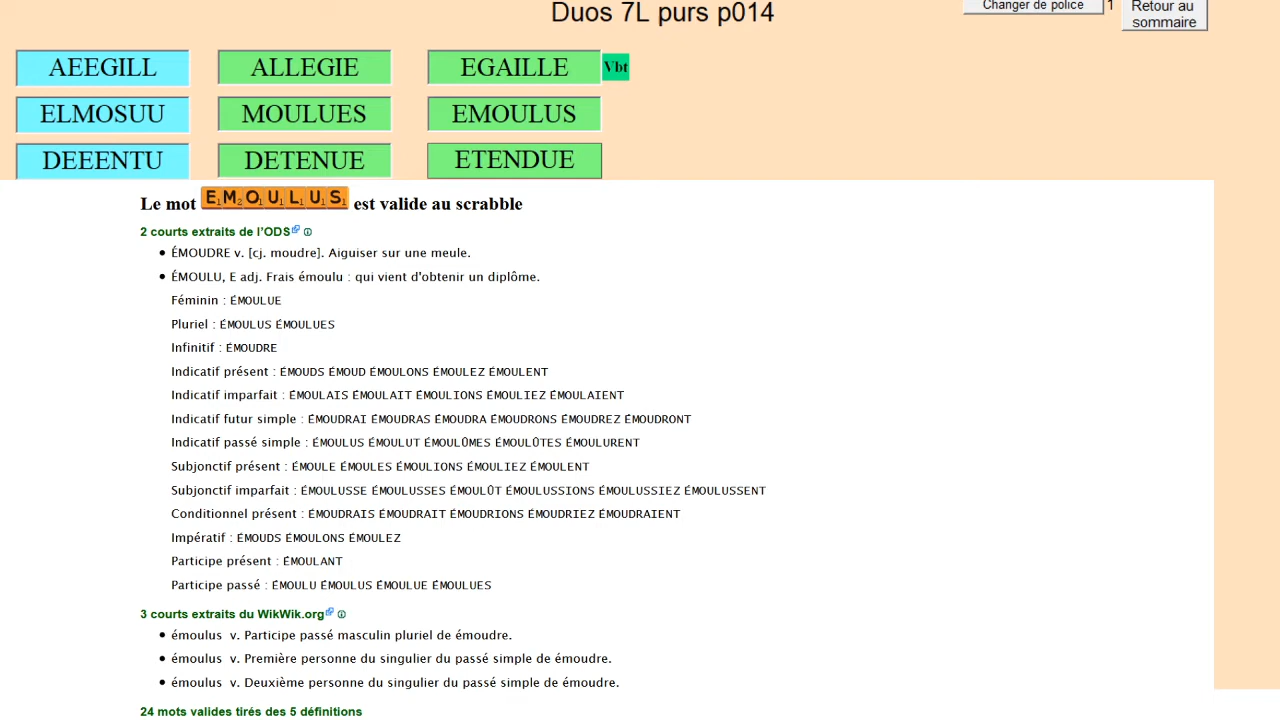 Duos 7L purs p014
Changer de police 1 Retour au sommaire
AEEGILL ALLEGIE EGAILLE Vbt
ELMOSUU MOULUES EMOULUS
DEEENTU DETENUE ETENDUE
Le mot E1M2O1U1L1U1S1 est valide au scrabble
2 courts extraits de l'ODS
• ÉMOUDRE v. [cj. moudre]. Aiguiser sur une meule.
• ÉMOULU, E adj. Frais émoulu : qui vient d'obtenir un diplôme.
Féminin : ÉMOULUE
Pluriel : ÉMOULUS ÉMOULUES
Infinitif : ÉMOUDRE
Indicatif présent : ÉMOUDS ÉMOUD ÉMOULONS ÉMOULEZ ÉMOULENT
Indicatif imparfait : ÉMOULAIS ÉMOULAIT ÉMOULIONS ÉMOULIEZ ÉMOULAIENT
Indicatif futur simple : ÉMOUDRAI ÉMOUDRAS ÉMOUDRA ÉMOUDRONS ÉMOUDREZ ÉMOUDRONT
Indicatif passé simple : ÉMOULUS ÉMOULUT ÉMOULÛMES ÉMOULÛTES ÉMOULURENT
Subjonctif présent : ÉMOULE ÉMOULES ÉMOULIONS ÉMOULIEZ ÉMOULENT
Subjonctif imparfait : ÉMOULUSSE ÉMOULUSSES ÉMOULÛT ÉMOULUSSIONS ÉMOULUSSIEZ ÉMOULUSSENT
Conditionnel présent : ÉMOUDRAIS ÉMOUDRAIT ÉMOUDRIONS ÉMOUDRIEZ ÉMOUDRAIENT
Impératif : ÉMOUDS ÉMOULONS ÉMOULEZ
Participe présent : ÉMOULANT
Participe passé : ÉMOULU ÉMOULUS ÉMOULUE ÉMOULUES
3 courts extraits du WikWik.org
• émoulus v. Participe passé masculin pluriel de émoudre.
• émoulus v. Première personne du singulier du passé simple de émoudre.
• émoulus v. Deuxième personne du singulier du passé simple de émoudre.
24 mots valides tirés des 5 définitions